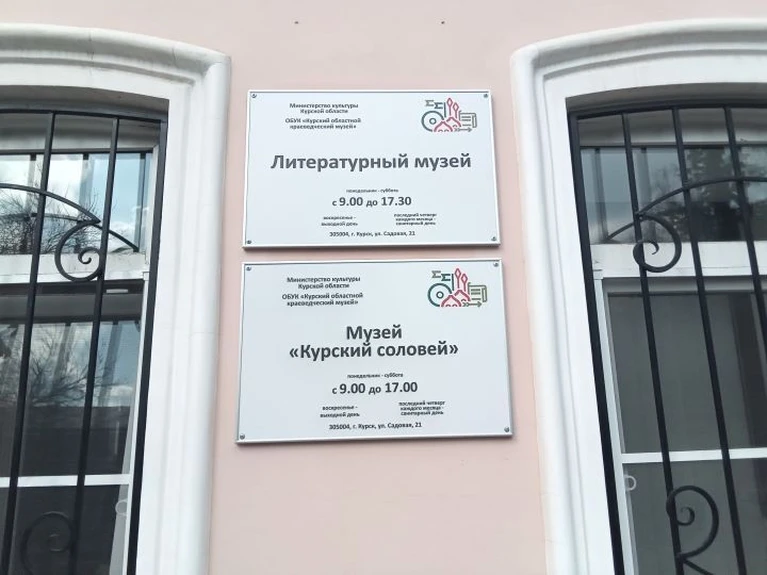 Министерство культуры
Курской области
ОБУК «Курский областной
краеведческий музей»
Литературный музей
понедельник - суббота
с 9.00 до 17.30
воскресенье -
выходной день
последний четверг
каждого месяца -
санитарный день
305004, г. Курск, ул. Садовая, 21
Министерство культуры
Курской области
ОБУК «Курский областной
краеведческий музей»
Музей
«Курский соловей»
понедельник - суббота
с 9.00 до 17.00
воскресенье -
выходной день
последний четверг
каждого месяца -
санитарный день
305004, г. Курск, ул. Садовая, 21